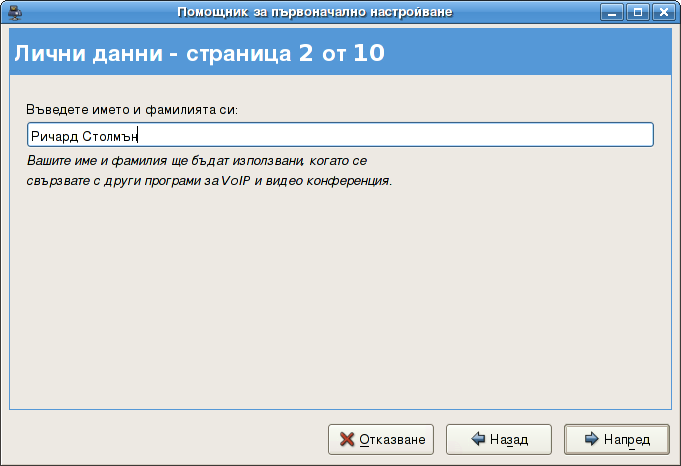 Помощник за първоначално настройване
Лични данни - страница 2 от 10
Въведете името и фамилията си:
Ричард Столмън
Вашите име и фамилия ще бъдат използвани, когато се
свързвате с други програми за VoIP и видео конференция.
Отказване
Назад
Напред